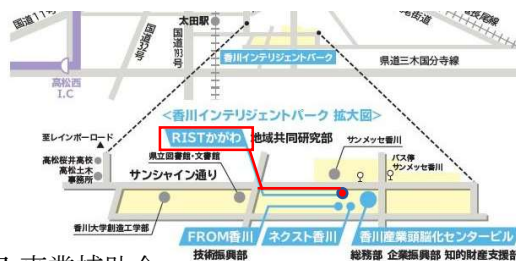 国道11号
太田駅
国道32号
国道193号
長尾街道
長尾線
香川インテリジェントパーク
県道三木国分寺線
高松西
I.C
<香川インテリジェントパーク 拡大図>
至レインボーロード
RISTかがわ
地域共同研究部
サンメッセ香川
高松桜井高校
高松土木
事務所
県立図書館・文書館
サンシャイン通り
バス停
サンメッセ香川
香川大学創造工学部
FROM香川
ネクスト香川
香川産業頭脳化センタービル
技術振興部
総務部 企業振興部 知的財産支援部